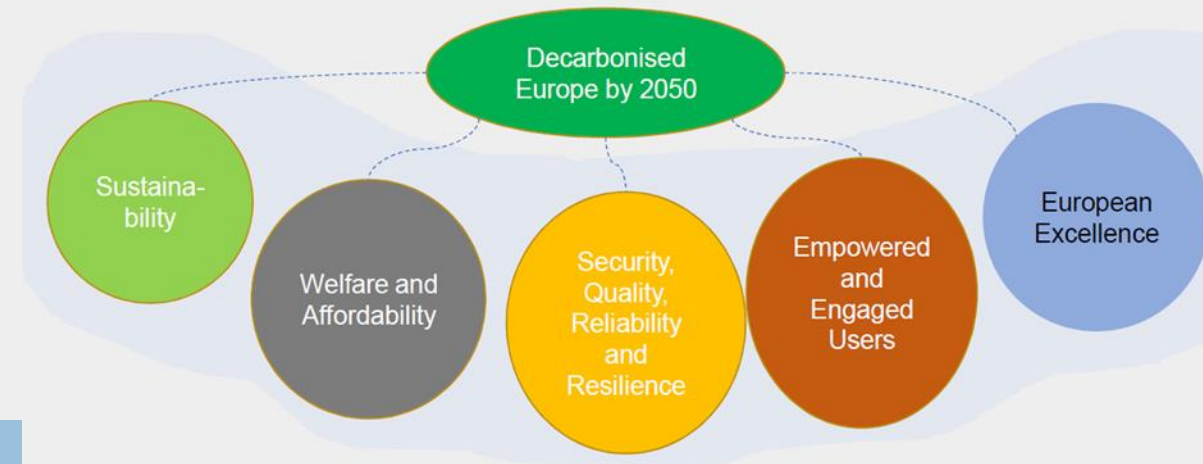 Decarbonised
Europe by 2050
Sustaina-
bility
Welfare and
Affordability
Security,
Quality,
Reliability
and
Resilience
Empowered
and
Engaged
Users
European
Excellence